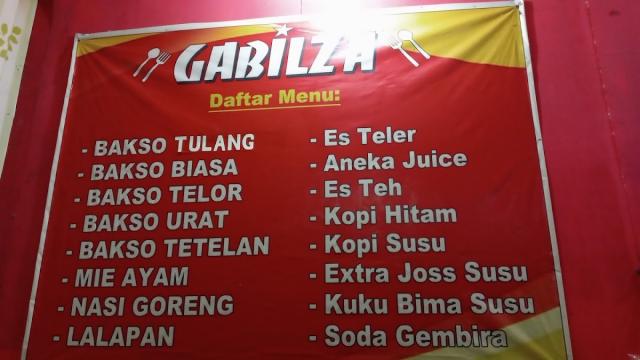 GABILZA
Daftar Menu:
- BAKSO TULANG
- BAKSO BIASA
- BAKSO TELOR
- BAKSO URAT
- BAKSO TETELAN
- MIE AYAM
- NASI GORENG
- LALAPAN
- Es Teler
- Aneka Juice
- Es Teh
- Kopi Hitam
- Kopi Susu
- Extra Joss Susu
- Kuku Bima Susu
- Soda Gembira